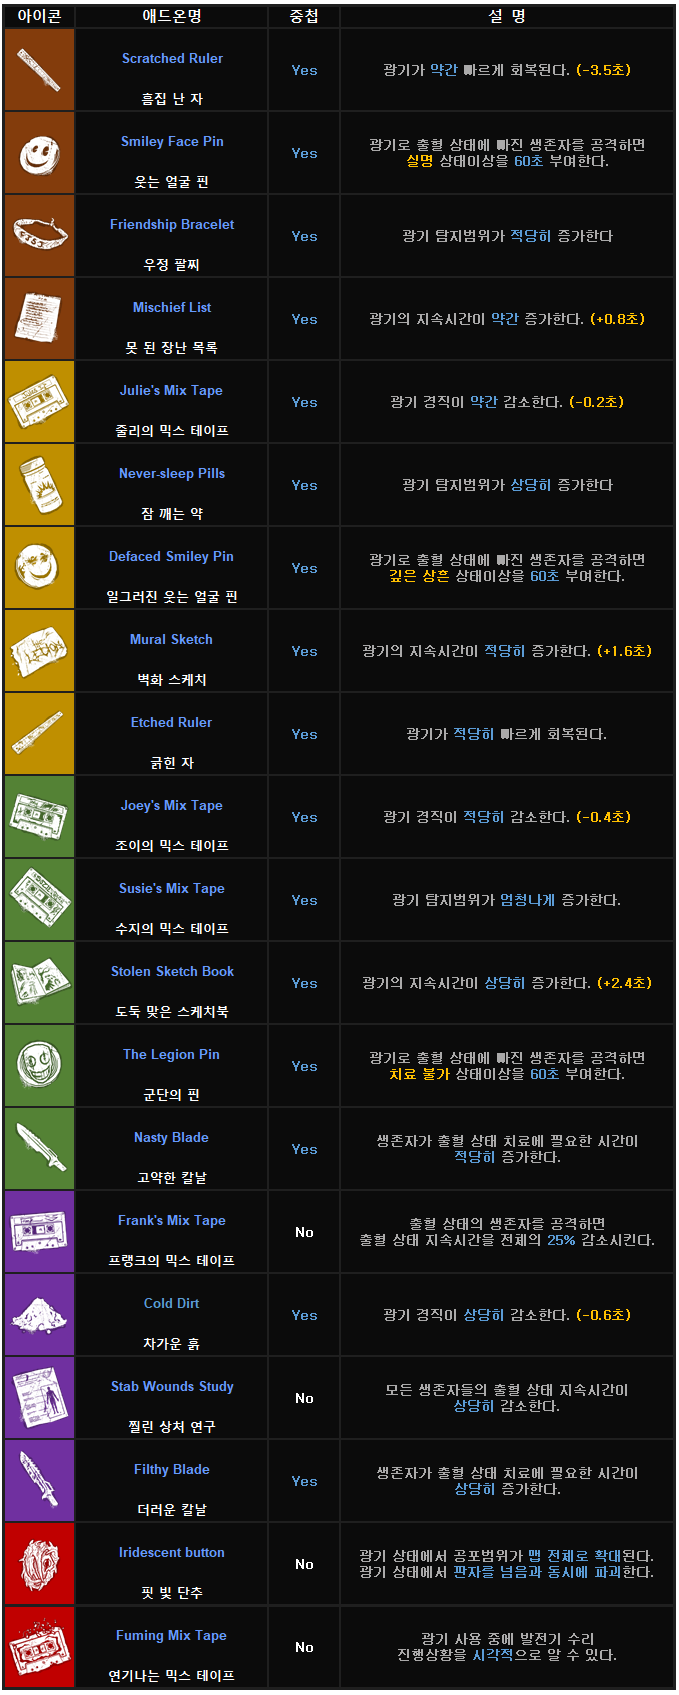 아이콘 애드온명 중첩 설 명
Scratched Ruler
흠집 난 자
Yes
광기가 약간 빠르게 회복된다. (-3.5초)
Smiley Face Pin
웃는 얼굴 핀
Yes
광기로 출혈 상태에 빠진 생존자를 공격하면
실명 상태이상을 60초 부여한다.
Friendship Bracelet
우정 팔찌
Yes
광기 탐지범위가 적당히 증가한다
Mischief List
못 된 장난 목록
Yes
광기의 지속시간이 약간 증가한다. (+0.8초)
Julie's Mix Tape
줄리의 믹스 테이프
Yes
광기 경직이 약간 감소한다. (-0.2초)
Never-sleep Pills
잠 깨는 약
Yes
광기 탐지범위가 상당히 증가한다
Defaced Smiley Pin
일그러진 웃는 얼굴 핀
Yes
광기로 출혈 상태에 빠진 생존자를 공격하면
깊은 상흔 상태이상을 60초 부여한다.
Mural Sketch
벽화 스케치
Yes
광기의 지속시간이 적당히 증가한다. (+1.6초)
Etched Ruler
긁힌 자
Yes
광기가 적당히 빠르게 회복된다.
Joey's Mix Tape
조이의 믹스 테이프
Yes
광기 경직이 적당히 감소한다. (-0.4초)
Susie's Mix Tape
수지의 믹스 테이프
Yes
광기 탐지범위가 엄청나게 증가한다.
Stolen Sketch Book
도둑 맞은 스케치북
Yes
광기의 지속시간이 상당히 증가한다. (+2.4초)
The Legion Pin
군단의 핀
Yes
광기로 출혈 상태에 빠진 생존자를 공격하면
치료 불가 상태이상을 60초 부여한다.
Nasty Blade
고약한 칼날
Yes
생존자가 출혈 상태 치료에 필요한 시간이
적당히 증가한다.
Frank's Mix Tape
프랭크의 믹스 테이프
No
출혈 상태의 생존자를 공격하면
출혈 상태 지속시간을 전체의 25% 감소시킨다.
Cold Dirt
차가운 흙
Yes
광기 경직이 상당히 감소한다. (-0.6초)
Stab Wounds Study
찔린 상처 연구
No
모든 생존자들의 출혈 상태 지속시간이
상당히 감소한다.
Filthy Blade
더러운 칼날
Yes
생존자가 출혈 상태 치료에 필요한 시간이
상당히 증가한다.
Iridescent button
핏 빛 단추
No
광기 상태에서 공포범위가 맵 전체로 확대된다.
광기 상태에서 판자를 넘음과 동시에 파괴한다.
Fuming Mix Tape
연기나는 믹스 테이프
No
광기 사용 중에 발전기 수리
진행상황을 시각적으로 알 수 있다.